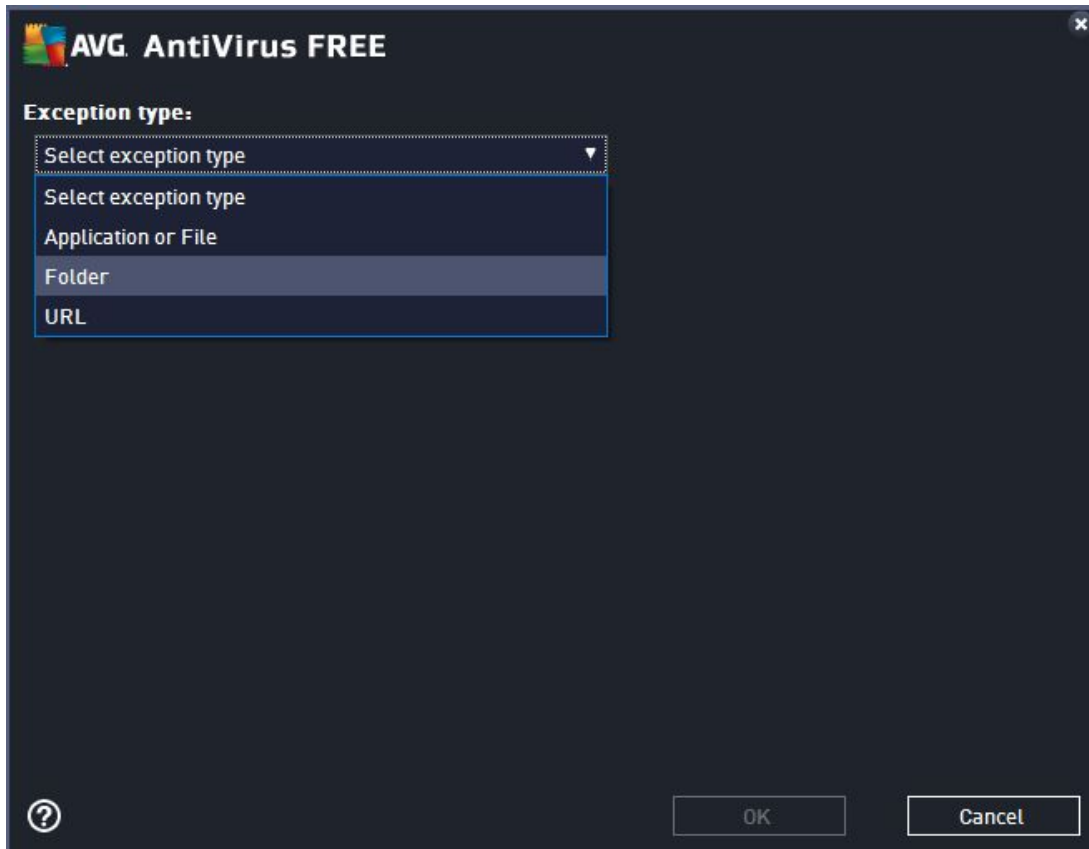 AVG. AntiVirus FREE
Exception type:
Select exception type
Select exception type
Application or File
Folder
URL
?
OK
Cancel